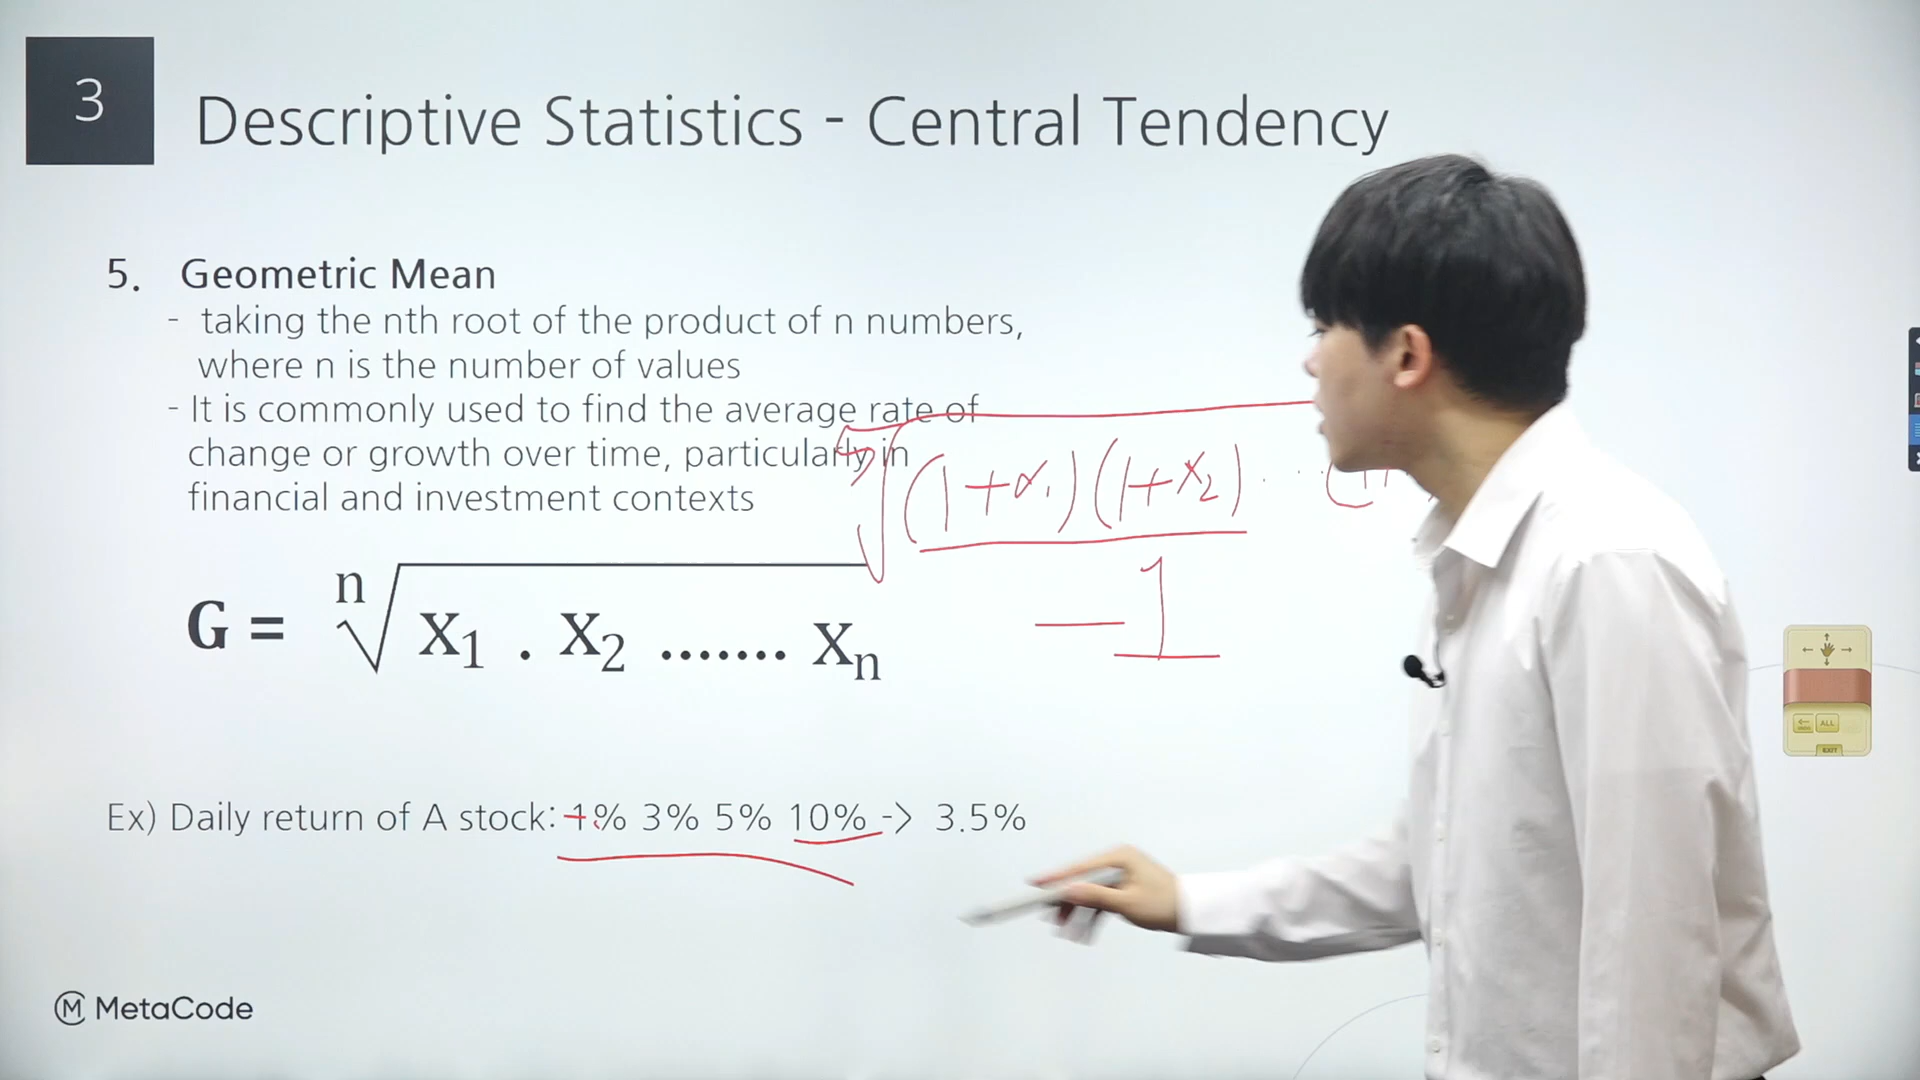 3
Descriptive Statistics - Central Tendency
5. Geometric Mean
- taking the nth root of the product of n numbers,
where n is the number of values
- It is commonly used to find the average rate of
change or growth over time, particularly in
financial and investment contexts
(1+x₁)(1+x₂) ...
-1
G = n√X₁ . X₂ ....... Xn
Ex) Daily return of A stock: 1% 3% 5% 10% -> 3.5%
MetaCode
ALL
EXIT